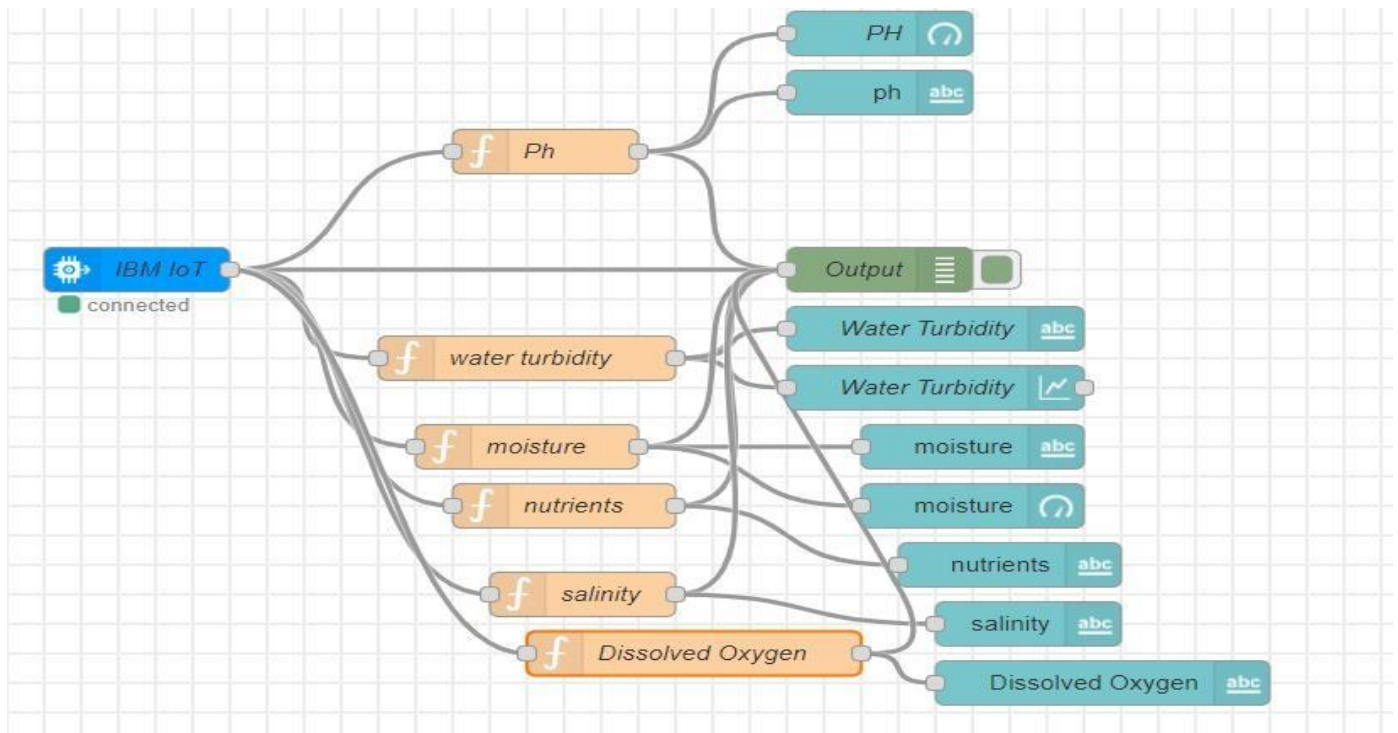 PH
ph
abc
Ph
IBM IoT
connected
Output
Water Turbidity
abc
water turbidity
Water Turbidity
moisture
moisture
abc
nutrients
moisture
nutrients
abc
salinity
salinity
abc
Dissolved Oxygen
Dissolved Oxygen
abc